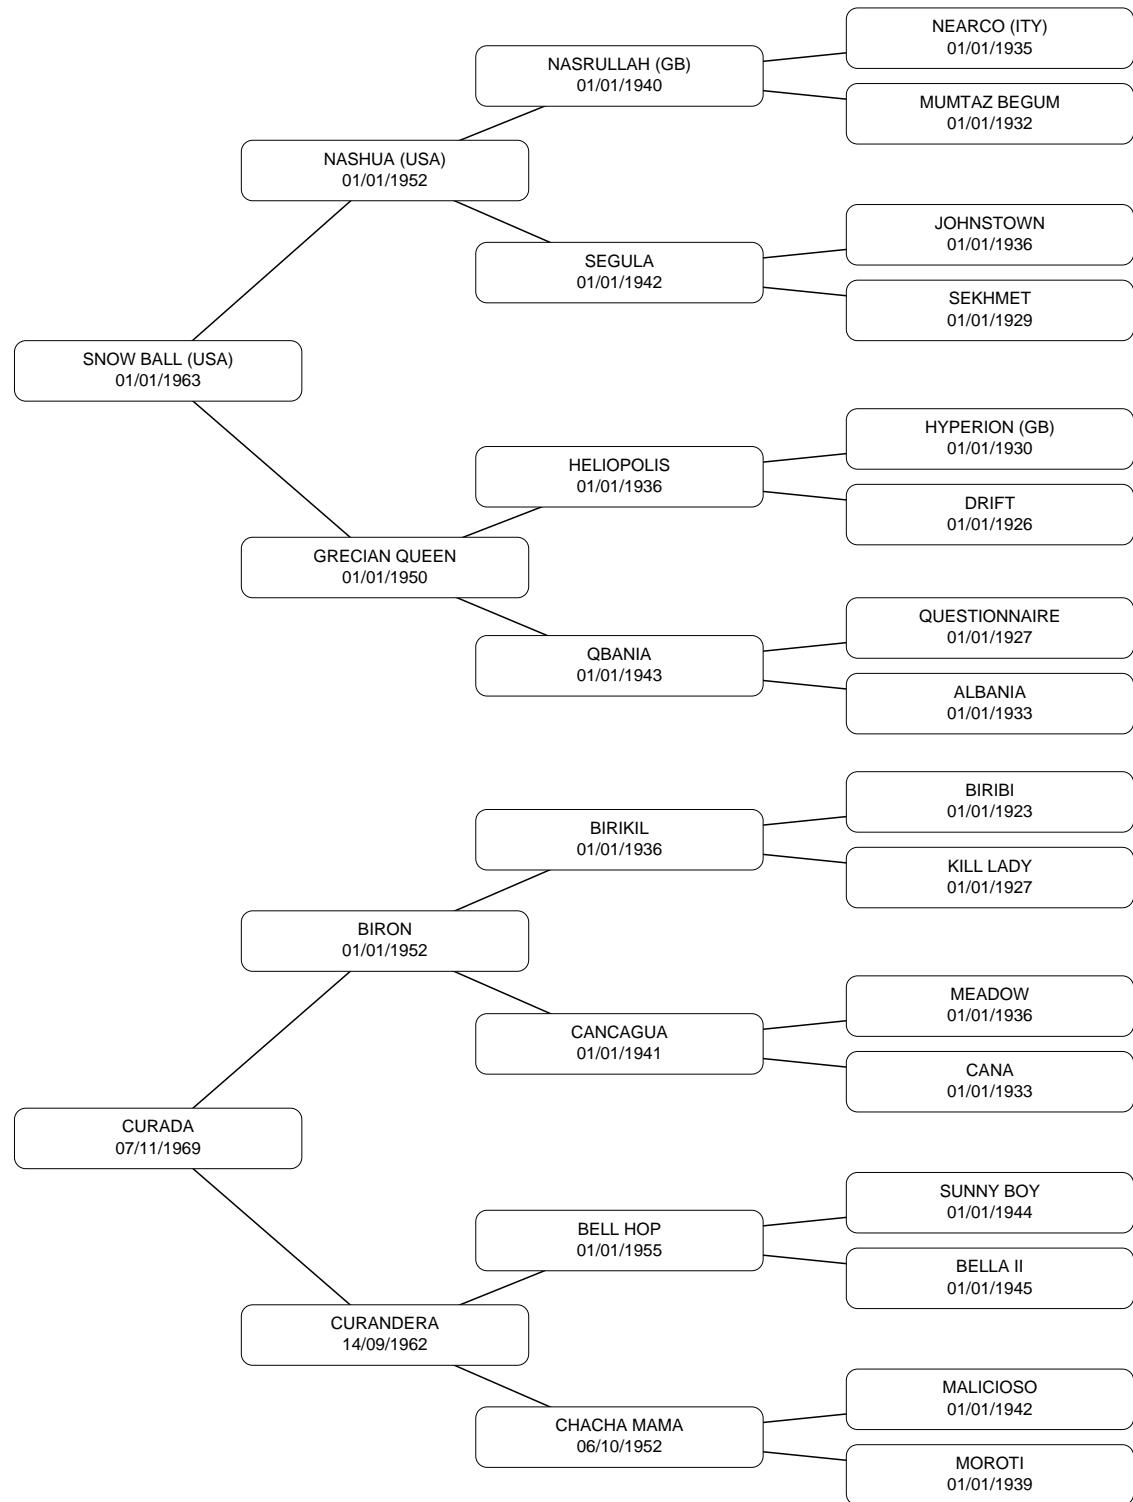 NEARCO (ITY)
01/01/1935
NASRULLAH (GB)
01/01/1940
MUMTAZ BEGUM
01/01/1932
NASHUA (USA)
01/01/1952
JOHNSTOWN
01/01/1936
SEGULA
01/01/1942
SEKHMET
01/01/1929
SNOW BALL (USA)
01/01/1963
HYPERION (GB)
01/01/1930
HELIOPOLIS
01/01/1936
DRIFT
01/01/1926
GRECIAN QUEEN
01/01/1950
QUESTIONNAIRE
01/01/1927
QBANIA
01/01/1943
ALBANIA
01/01/1933
BIRIBI
01/01/1923
BIRIKIL
01/01/1936
KILL LADY
01/01/1927
BIRON
01/01/1952
MEADOW
01/01/1936
CANCAGUA
01/01/1941
CANA
01/01/1933
CURADA
07/11/1969
SUNNY BOY
01/01/1944
BELL HOP
01/01/1955
BELLA II
01/01/1945
CURANDERA
14/09/1962
MALICIOSO
01/01/1942
CHACHA MAMA
06/10/1952
MOROTI
01/01/1939